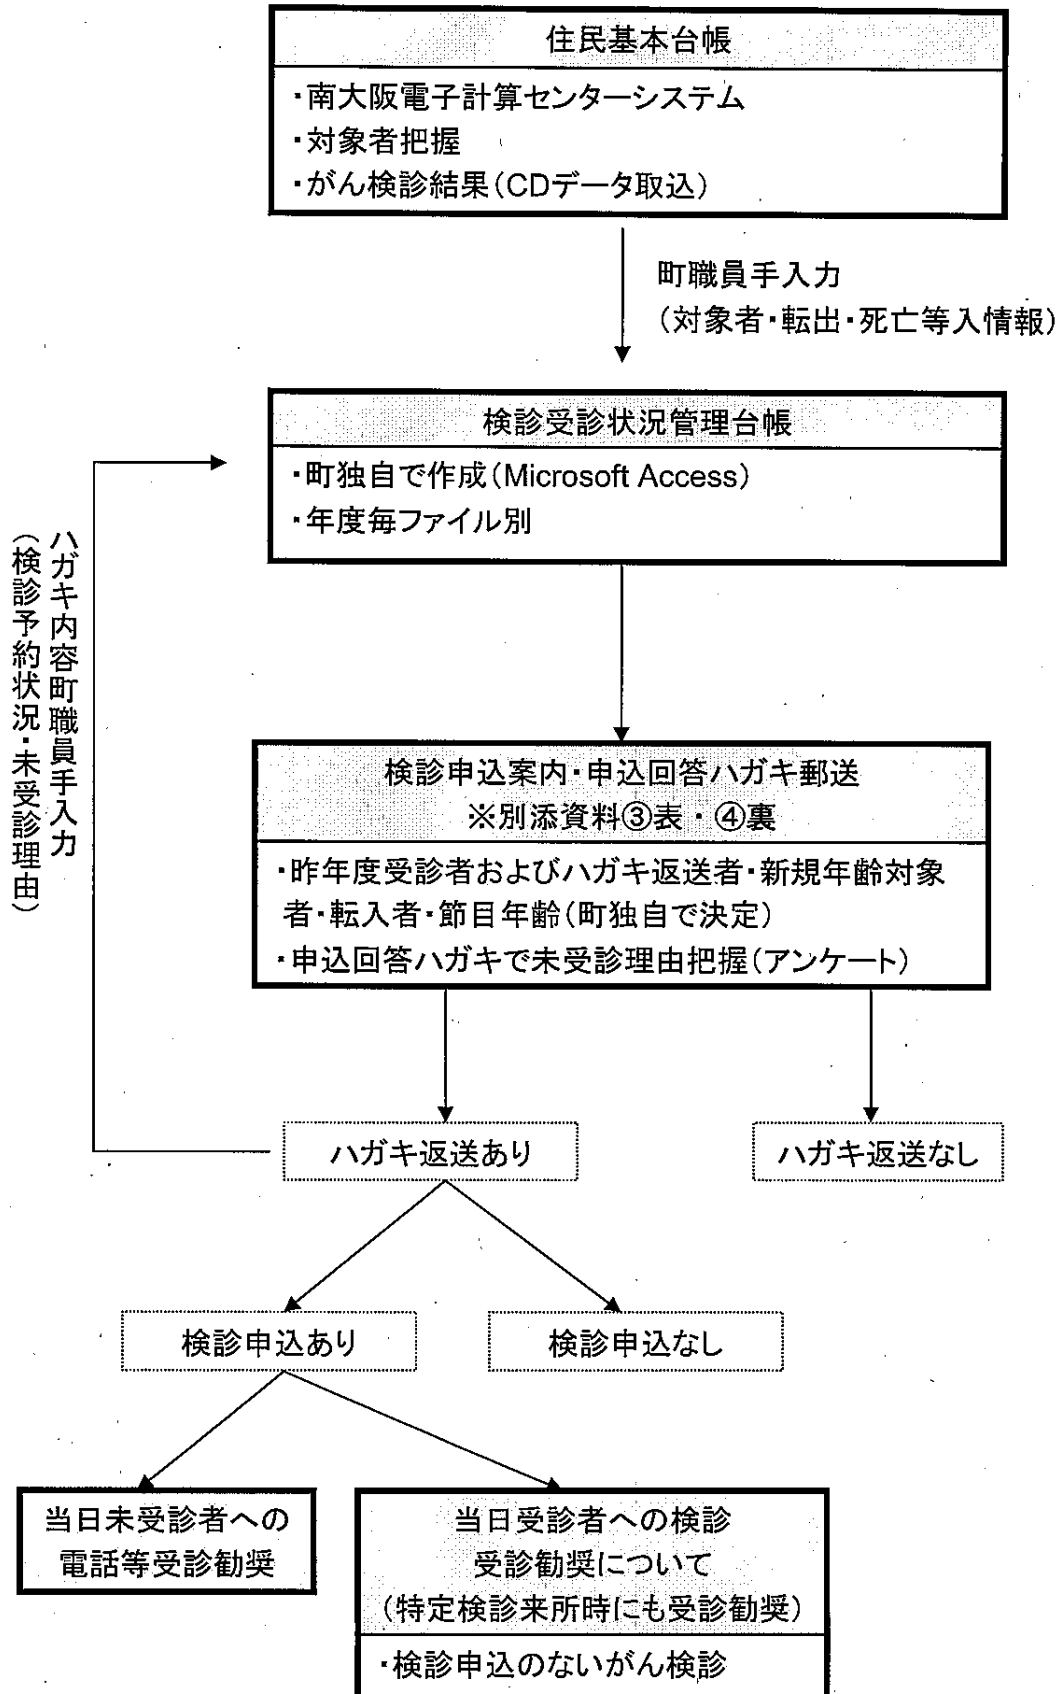 住民基本台帳
・南大阪電子計算センターシステム
・対象者把握
・がん検診結果(CDデータ取込)
町職員手入力
(対象者・転出・死亡等入情報)
検診受診状況管理台帳
・町独自で作成(Microsoft Access)
・年度毎ファイル別
ハガキ内容町職員手入力
(検診予約状況・未受診理由)
検診申込案内・申込回答ハガキ郵送
※別添資料③表・④裏
・昨年度受診者およびハガキ返送者・新規年齢対象
者・転入者・節目年齢(町独自で決定)
・申込回答ハガキで未受診理由把握(アンケート)
ハガキ返送あり
ハガキ返送なし
検診申込あり
検診申込なし
当日未受診者への
電話等受診勧奨
当日受診者への検診
受診勧奨について
(特定検診来所時にも受診勧奨)
・検診申込のないがん検診